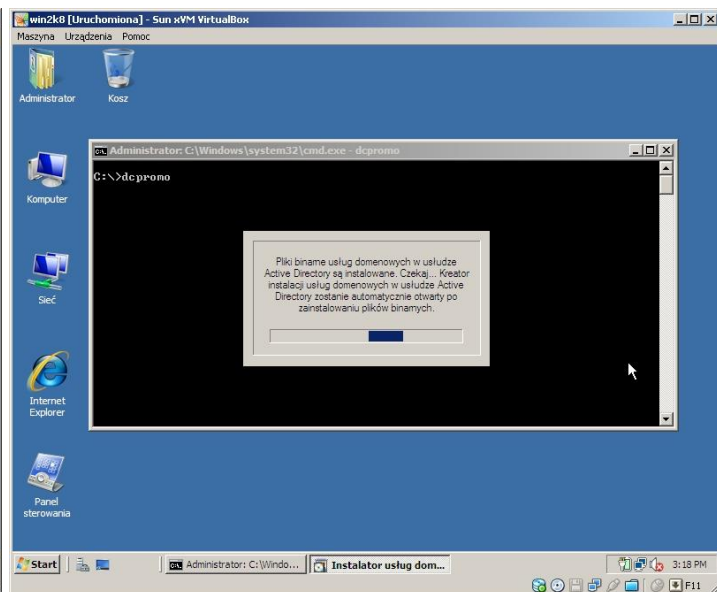 win2k8 [Uruchomiona] - Sun xVM VirtualBox
Maszyna Urządzenia Pomoc
Administrator
Kosz
Administrator: C:\Windows\system32\cmd.exe - dcpromo
C:\>dcpromo
Komputer
Pliki binarne usług domenowych w usłudze
Active Directory są instalowane. Czekaj... Kreator
instalacji usług domenowych w usłudze Active
Directory zostanie automatycznie otwarty po
zainstalowaniu plików binarnych.
Sieć
Internet
Explorer
Panel
sterowania
Start
Administrator: C:\Windo...
Instalator usług dom...
3:18 PM
F11